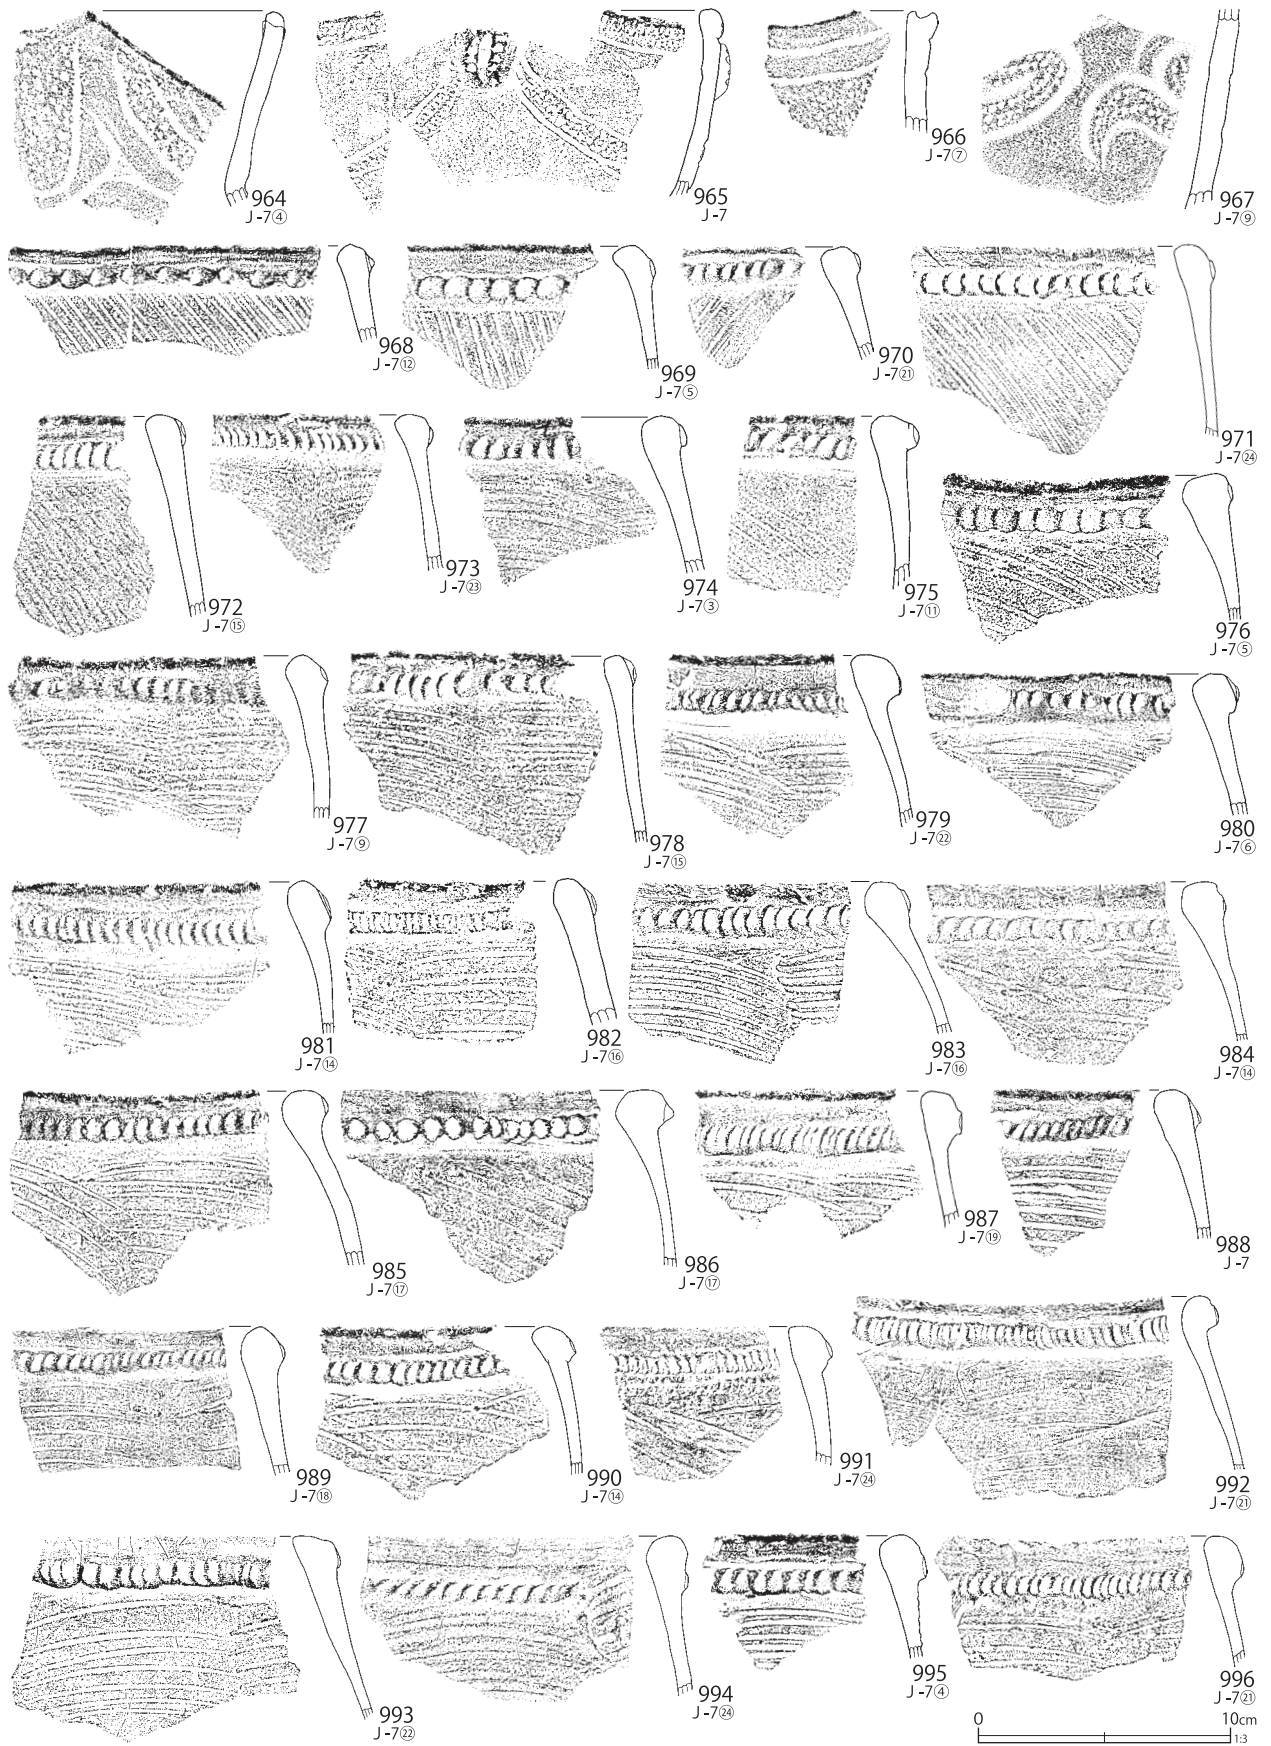 964
J-7④
965
J-7
966
J-7⑦
967
J-7⑨
968
J-7⑫
969
J-7⑤
970
J-7㉑
971
J-7㉔
972
J-7⑮
973
J-7㉓
974
J-7③
975
J-7⑪
976
J-7⑤
977
J-7⑨
978
J-7⑮
979
J-7㉒
980
J-7⑥
981
J-7⑭
982
J-7⑯
983
J-7⑯
984
J-7⑭
985
J-7⑰
986
J-7⑰
987
J-7⑲
988
J-7
989
J-7⑱
990
J-7⑭
991
J-7㉔
992
J-7㉑
993
J-7㉒
994
J-7㉔
995
J-7④
996
J-7㉑
0 10cm
1:3